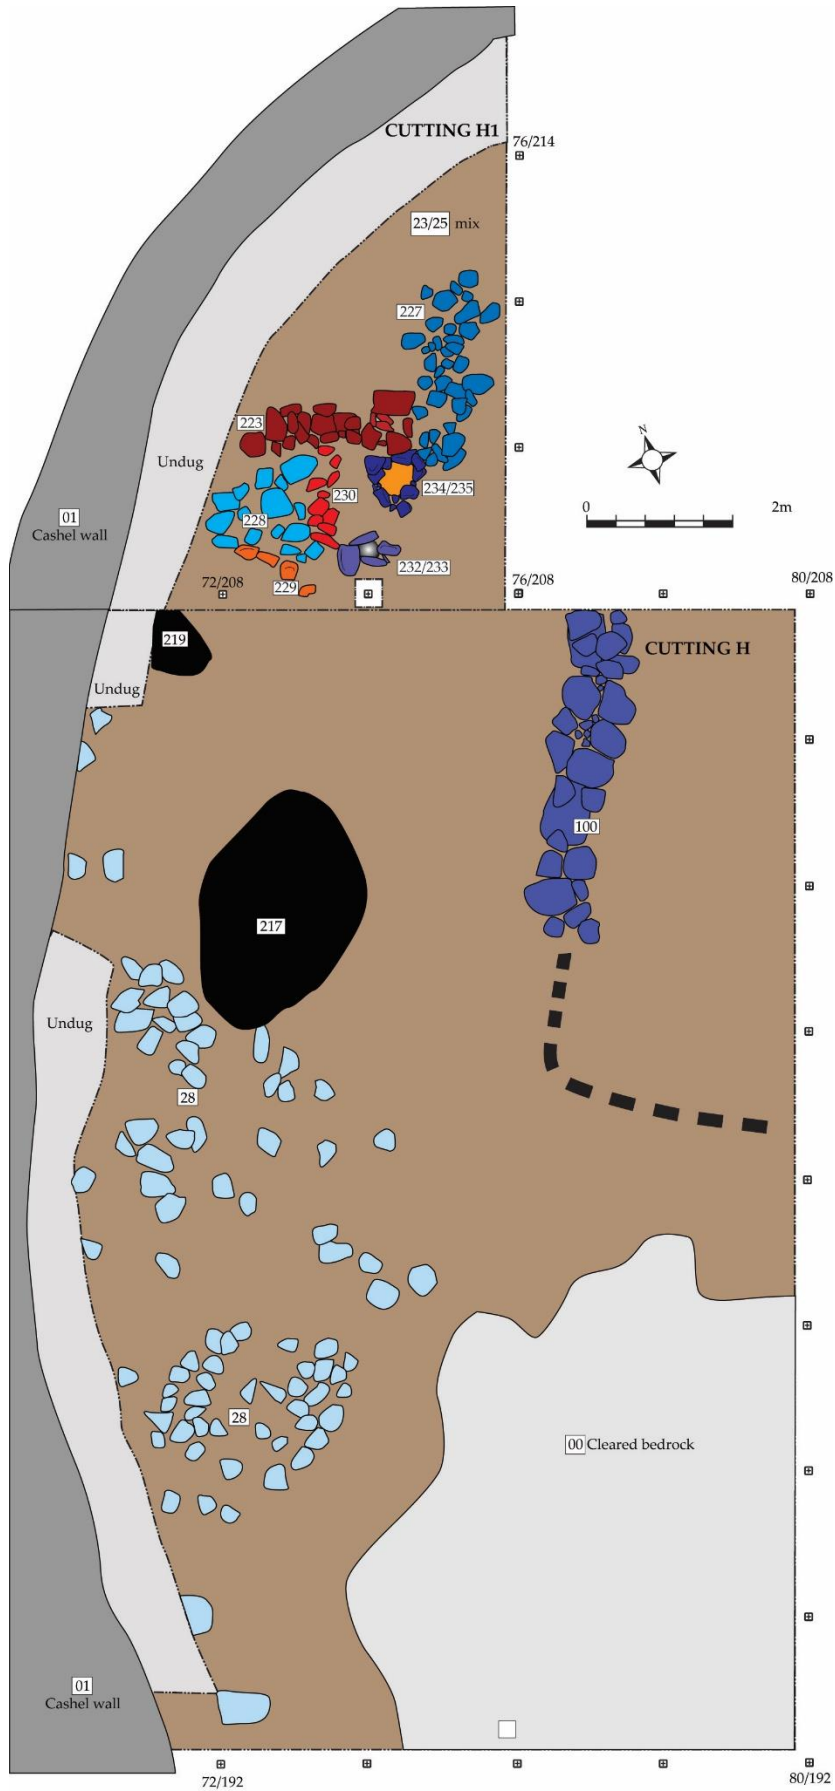 CUTTING H1
76/214
23/25 mix
227
223
Undug
N
230
234/235
0 2m
01
Cashel wall
228
232/233
72/208
229
76/208
80/208
219
CUTTING H
Undug
100
217
Undug
28
28
00 Cleared bedrock
01
Cashel wall
72/192
80/192